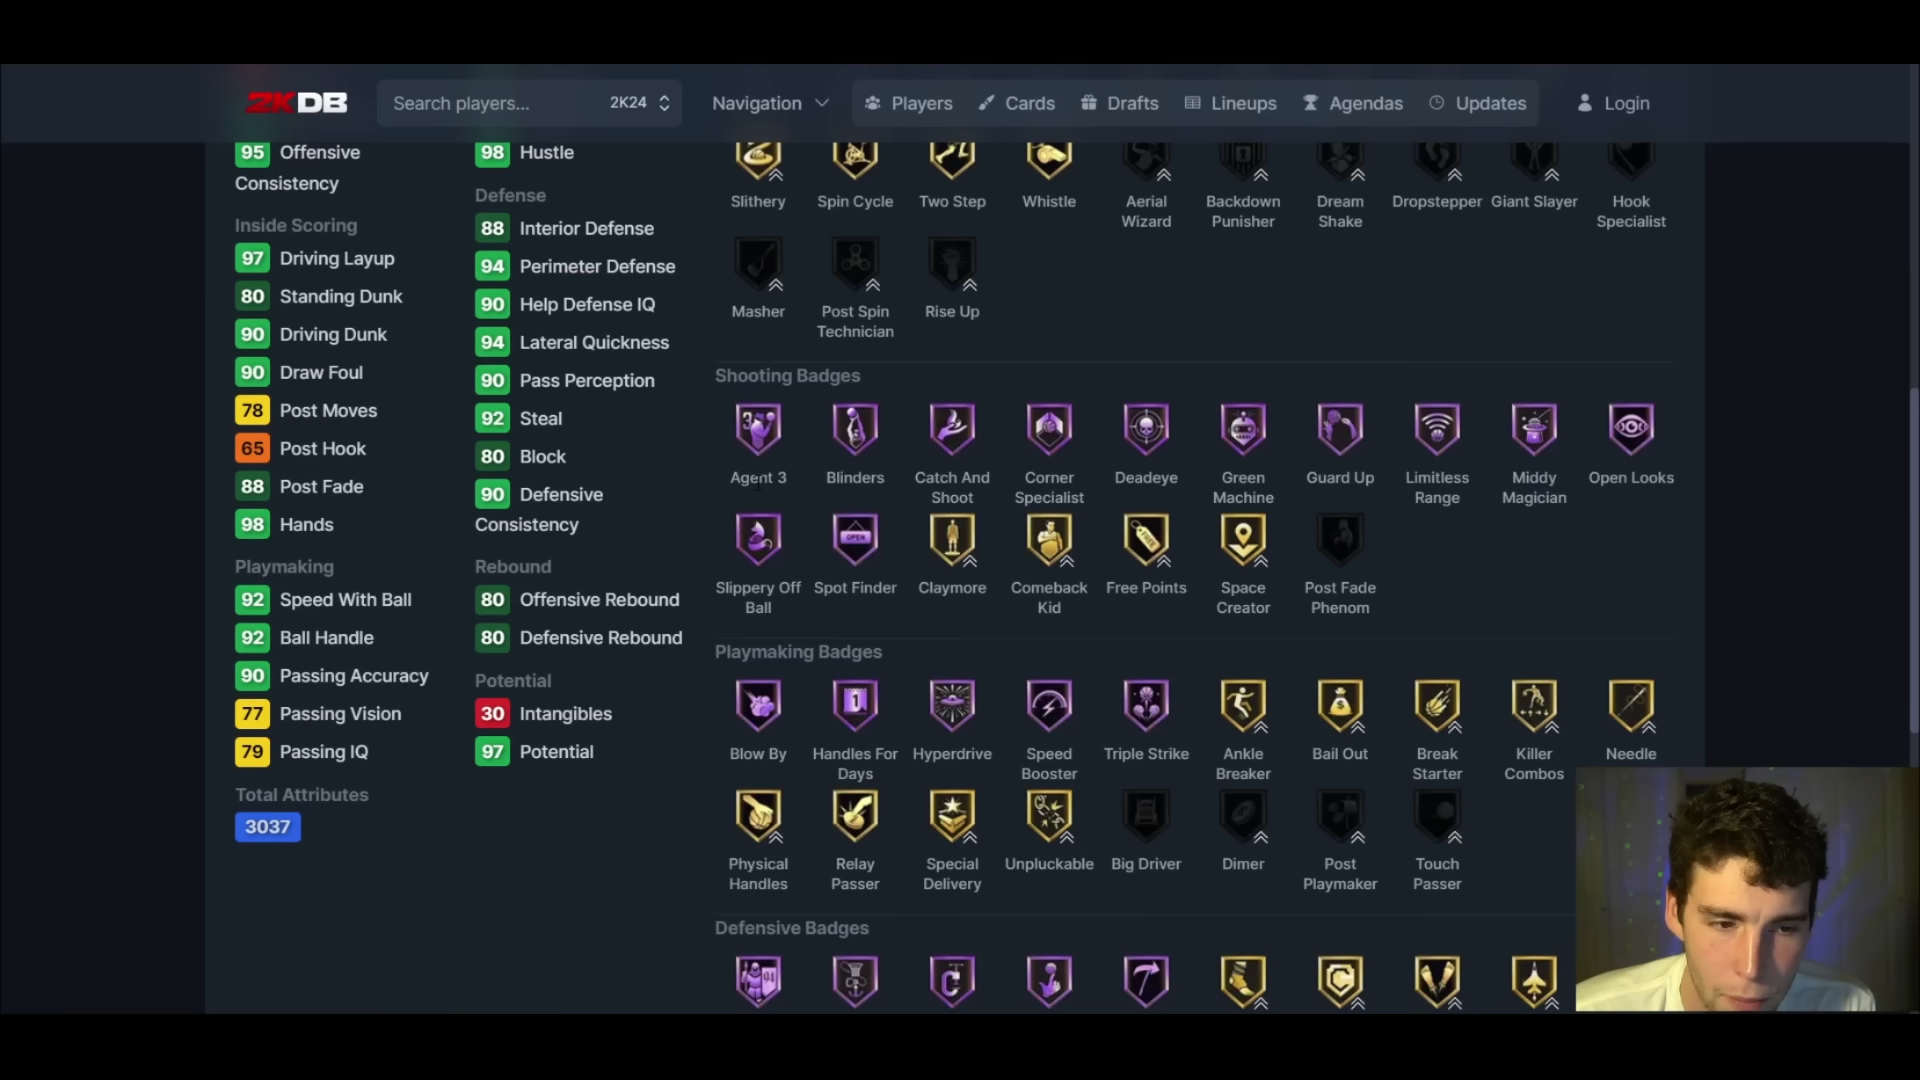 2KDB
Search players...
2K24
Navigation
Players
Cards
Drafts
Lineups
Agendas
Updates
Login
95 Offensive
Consistency
Inside Scoring
97 Driving Layup
80 Standing Dunk
90 Driving Dunk
90 Draw Foul
78 Post Moves
65 Post Hook
88 Post Fade
98 Hands
Playmaking
92 Speed With Ball
92 Ball Handle
90 Passing Accuracy
77 Passing Vision
79 Passing IQ
Total Attributes
3037
98 Hustle
Defense
88 Interior Defense
94 Perimeter Defense
90 Help Defense IQ
94 Lateral Quickness
90 Pass Perception
92 Steal
80 Block
90 Defensive
Consistency
Rebound
80 Offensive Rebound
80 Defensive Rebound
Potential
30 Intangibles
97 Potential
Slithery
Spin Cycle
Two Step
Whistle
Aerial
Wizard
Backdown
Punisher
Dream
Shake
Dropstepper
Giant Slayer
Hook
Specialist
Masher
Post Spin
Technician
Rise Up
Shooting Badges
Agent 3
Blinders
Catch And
Shoot
Corner
Specialist
Deadeye
Green
Machine
Guard Up
Limitless
Range
Middy
Magician
Open Looks
Slippery Off
Ball
OPEN
Spot Finder
Claymore
Comeback
Kid
Free Points
Space
Creator
Post Fade
Phenom
Playmaking Badges
Blow By
Handles For
Days
Hyperdrive
Speed
Booster
Triple Strike
Ankle
Breaker
Bail Out
Break
Starter
Killer
Combos
Needle
Physical
Handles
Relay
Passer
Special
Delivery
Unpluckable
Big Driver
Dimer
Post
Playmaker
Touch
Passer
Defensive Badges